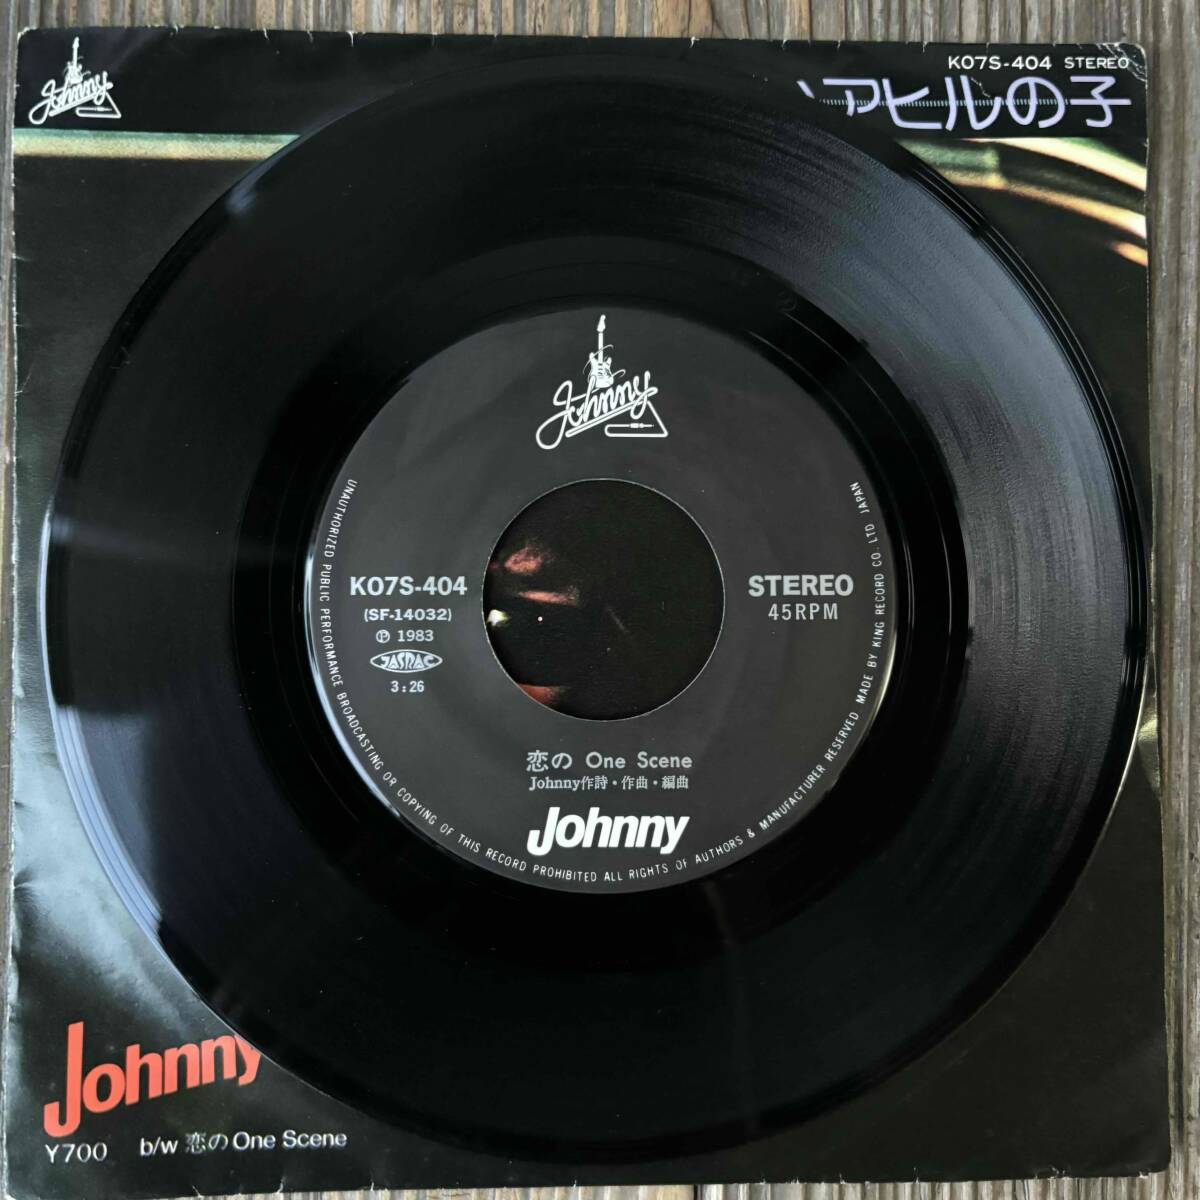 Johnny
K07S-404 STEREO
アヒルの子
Johnny
K07S-404
(SF-14032)
Ⓟ 1983
JASRAC
3:26
STEREO
45RPM
恋の One Scene
Johnny作詩・作曲・編曲
Johnny
UNAUTHORIZED PUBLIC PERFORMANCE BROADCASTING OR COPYING OF THIS RECORD PROHIBITED ALL RIGHTS OF AUTHORS & MANUFACTURER RESERVED MADE BY KING RECORD CO. LTD JAPAN
Johnny
Y700 b/w 恋の One Scene